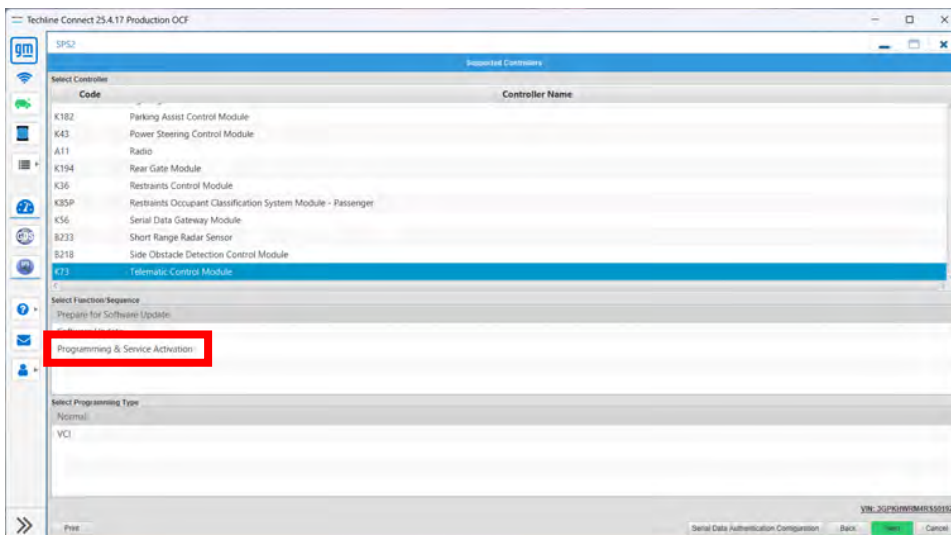 Techline Connect 25.4.17 Production OCF
gm
SPS2
Supported Controllers
Select Controller
Code Controller Name
K182 Parking Assist Control Module
K43 Power Steering Control Module
A11 Radio
K194 Rear Gate Module
K36 Restraints Control Module
K85P Restraints Occupant Classification System Module - Passenger
K56 Serial Data Gateway Module
B233 Short Range Radar Sensor
B218 Side Obstacle Detection Control Module
K73 Telematic Control Module
Select Function/Sequence
Prepare for Software Update
Programming & Service Activation
Select Programming Type
Normal
VCI
VIN:
Print Serial Data Authentication Configuration Back Next Cancel